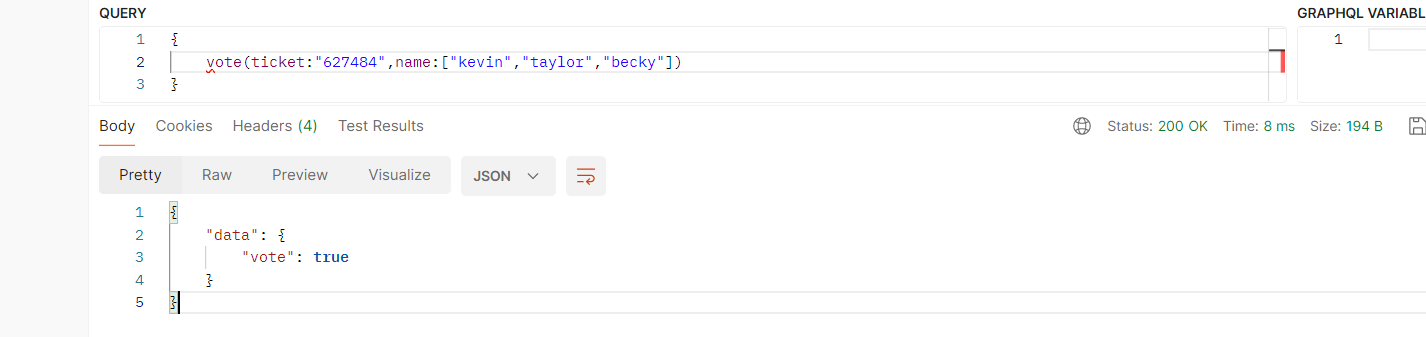 QUERY
GRAPHQL VARIABL
1 {
1
2 vote(ticket:"627484",name:["kevin","taylor","becky"])
3 }
Body Cookies Headers (4) Test Results Status: 200 OK Time: 8 ms Size: 194 B
Pretty Raw Preview Visualize JSON
1 {
2 "data": {
3 "vote": true
4 }
5 }